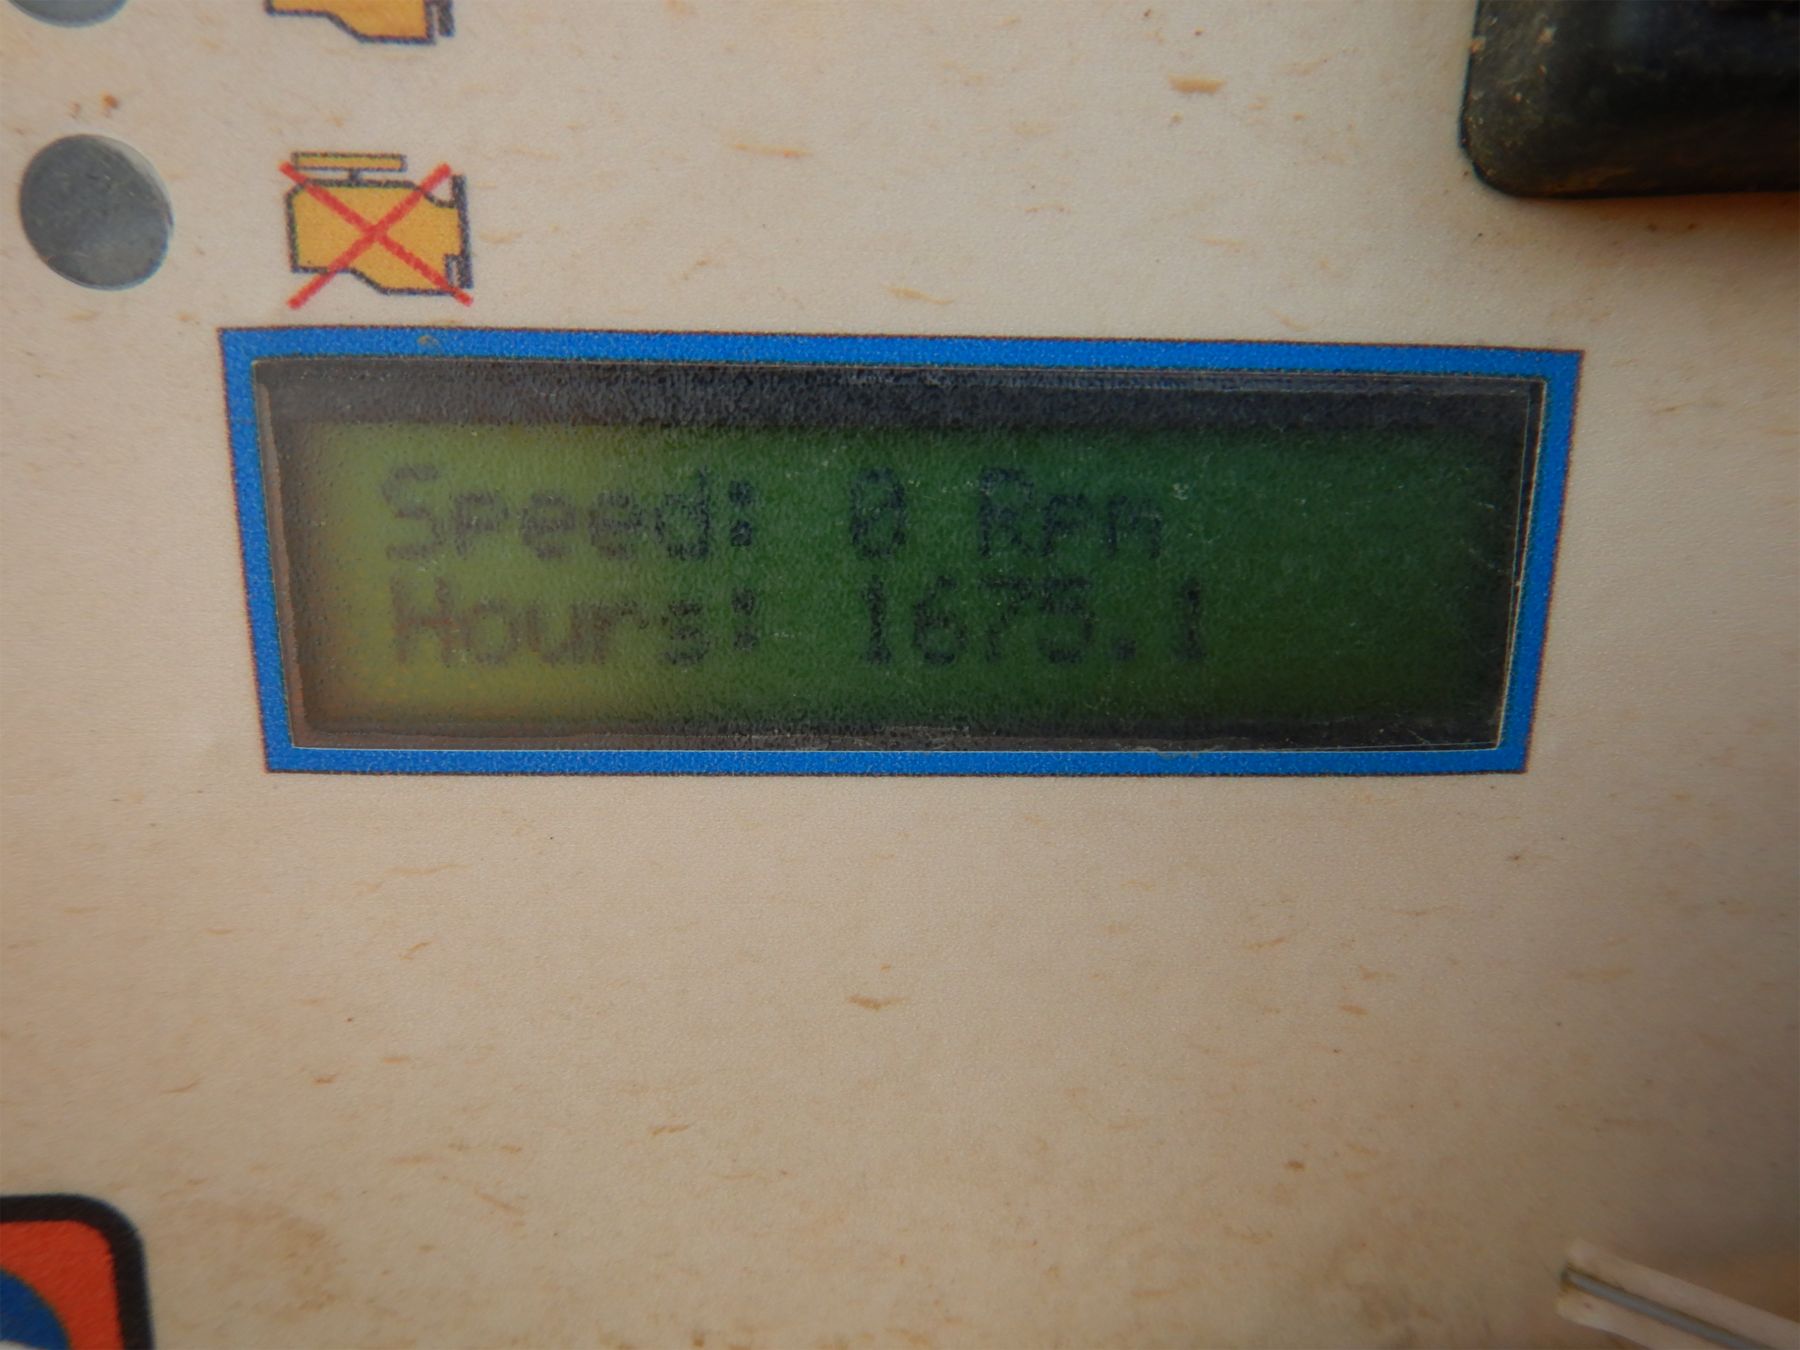 Speed: 0 Rpm
Hours: 1675.1